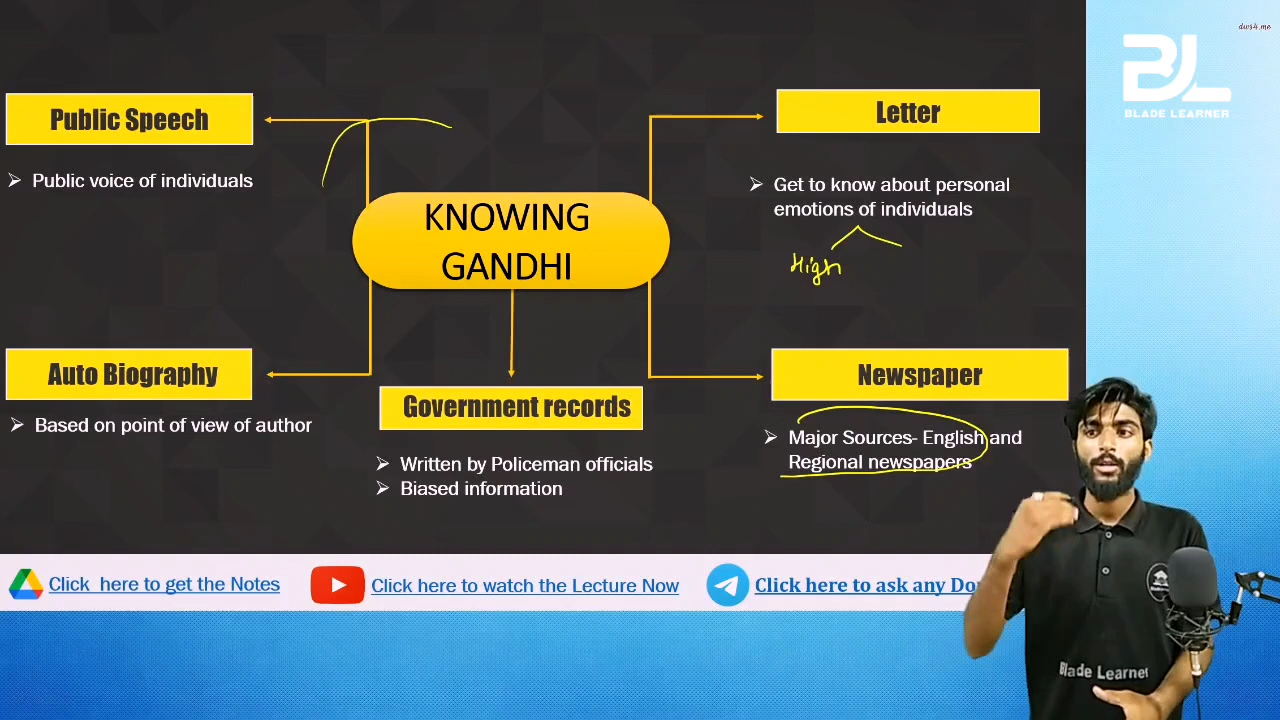 dws4.me
BL
BLADE LEARNER
Public Speech
Public voice of individuals
Letter
Get to know about personal
emotions of individuals
High
KNOWING
GANDHI
Auto Biography
Based on point of view of author
Government records
Written by Policeman officials
Biased information
Newspaper
Major Sources- English and
Regional newspapers
Click here to get the Notes
Click here to watch the Lecture Now
Click here to ask any
Blade Learner